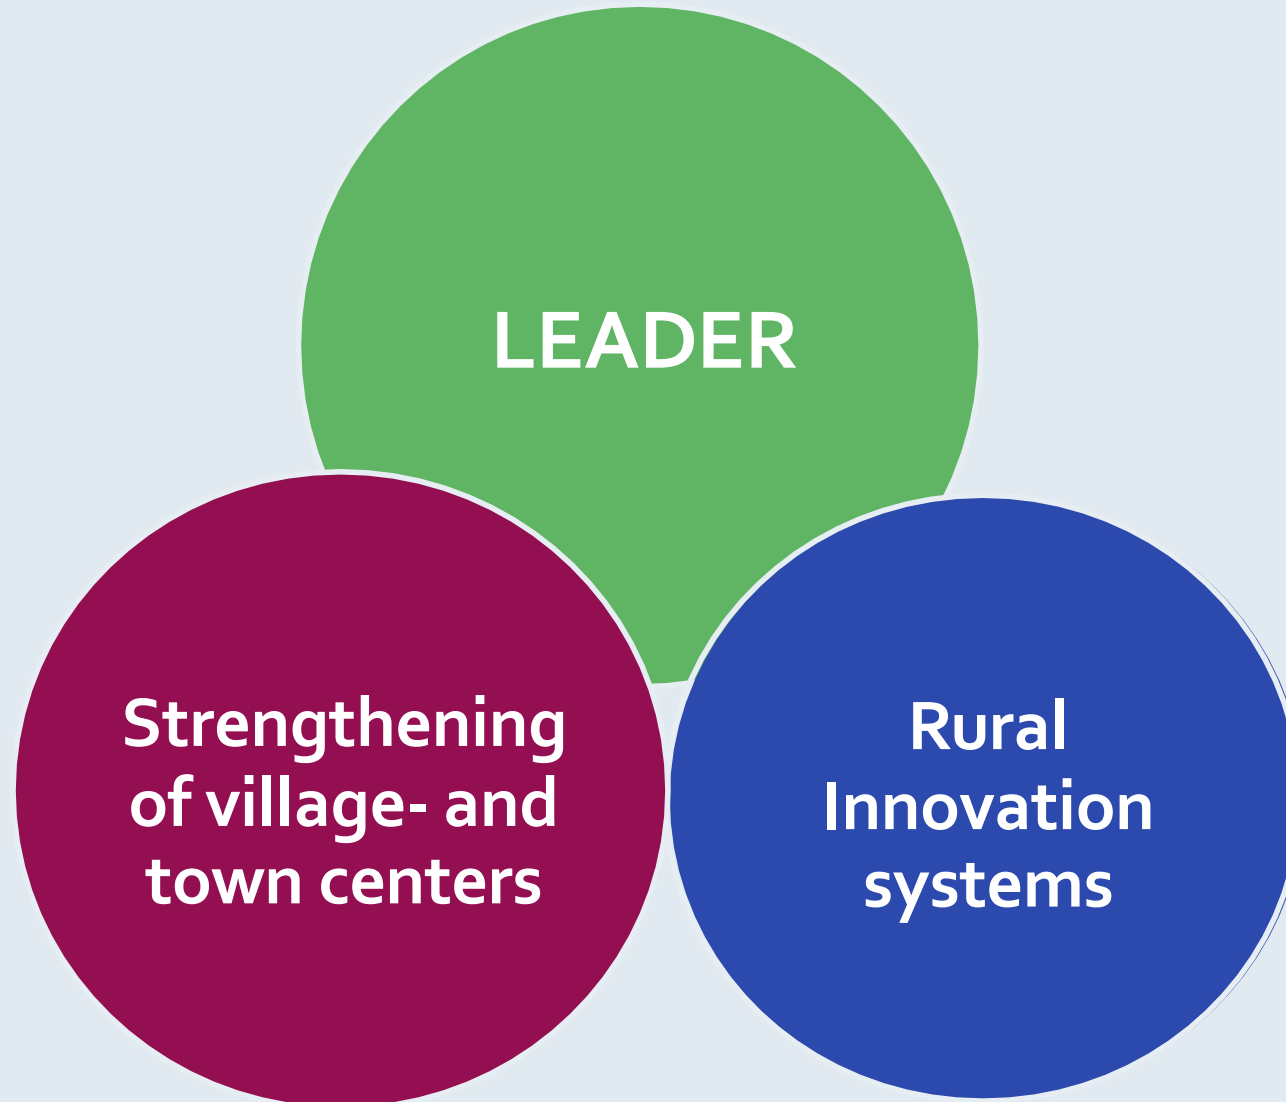 LEADER
Strengthening
of village- and
town centers
Rural
Innovation
systems